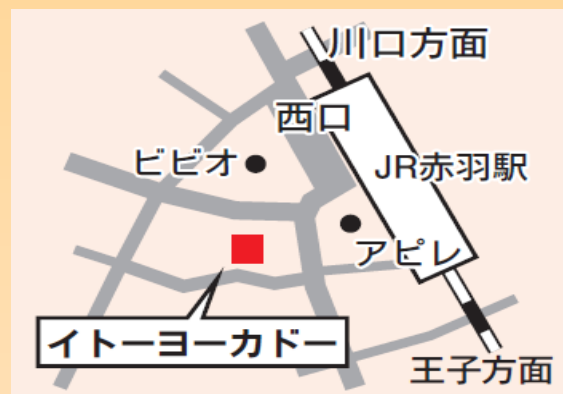 川口方面
西口
ビビオ
JR赤羽駅
アピレ
イトーヨーカドー
王子方面